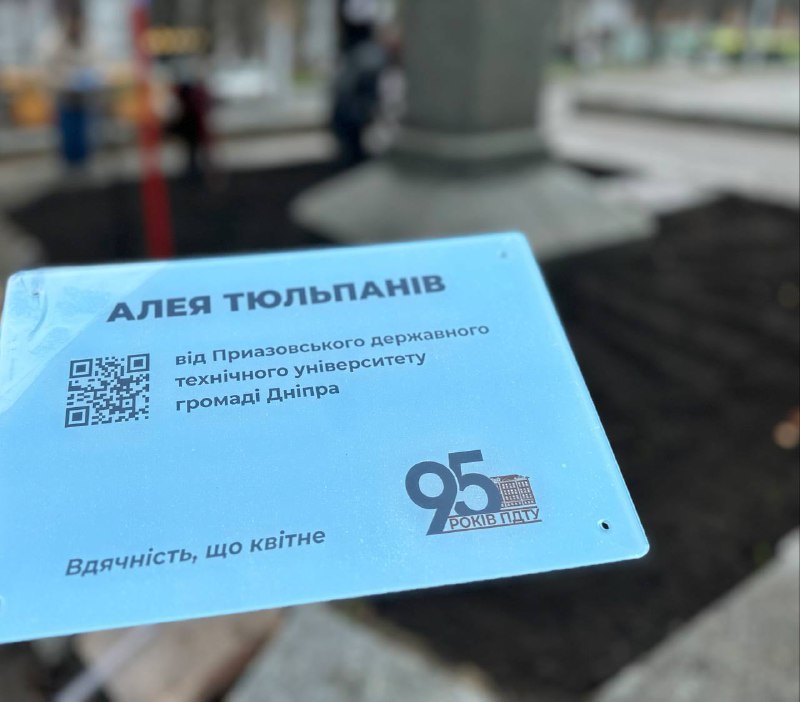 АЛЕЯ ТЮЛЬПАНІВ
від Приазовського державного
технічного університету
громаді Дніпра
95
РОКІВ ПДТУ
Вдячність, що квітне